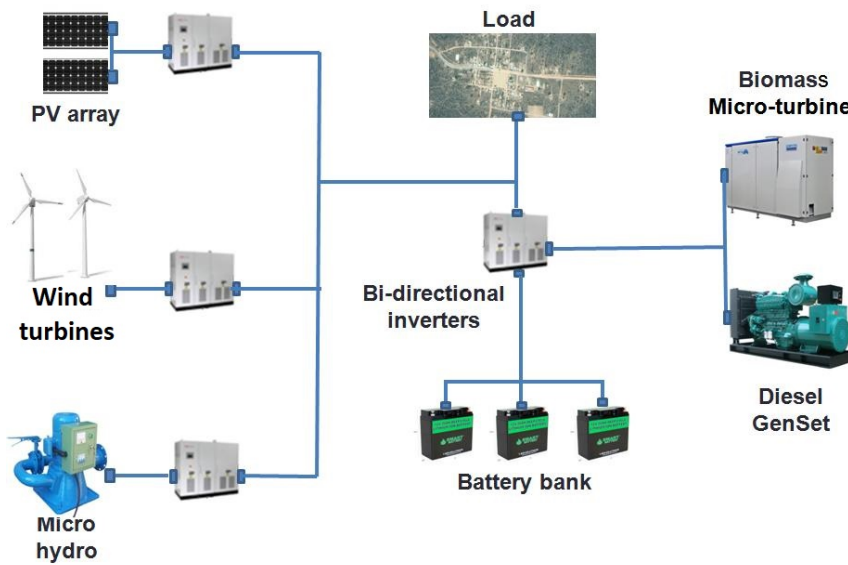 Load
PV array
Biomass
Micro-turbine
Wind
turbines
Bi-directional
inverters
Micro
hydro
Battery bank
Diesel
GenSet